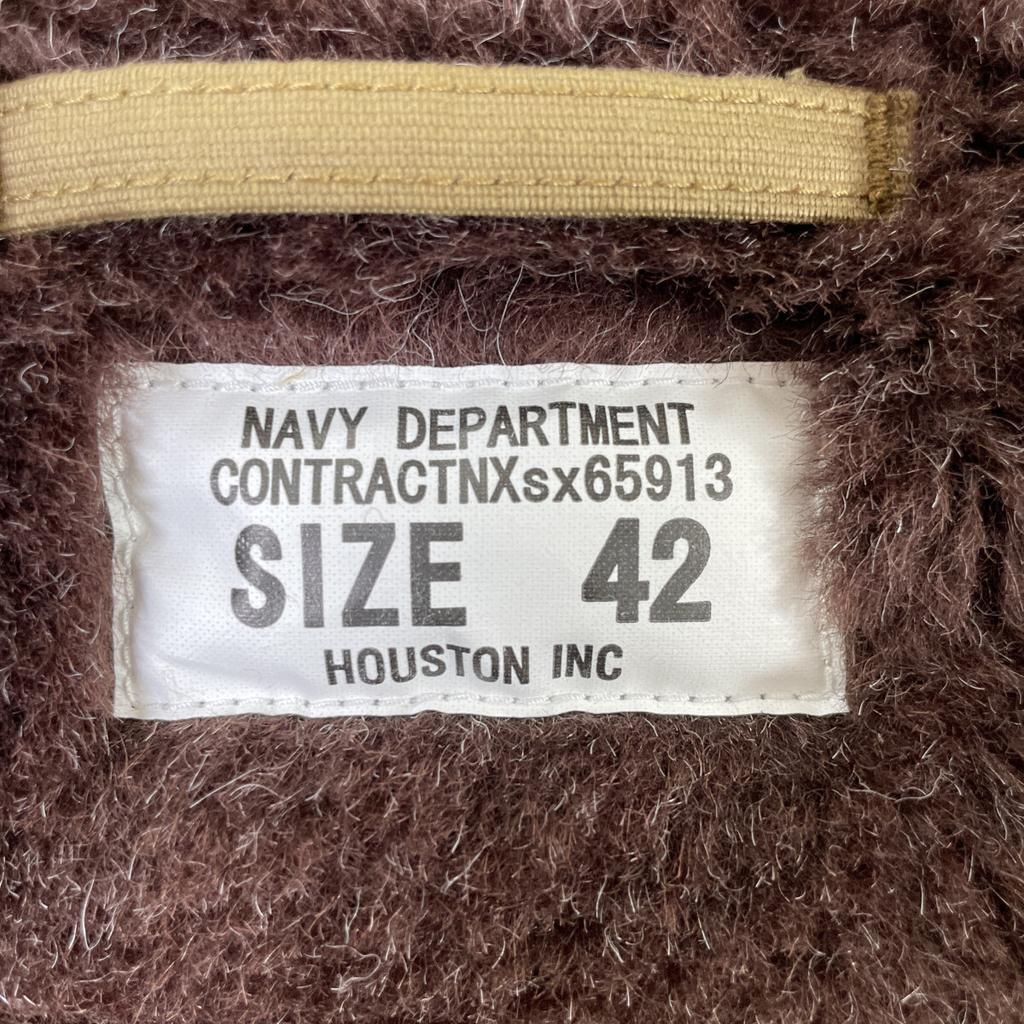 NAVY DEPARTMENT
CONTRACTNXsx65913
SIZE 42
HOUSTON INC